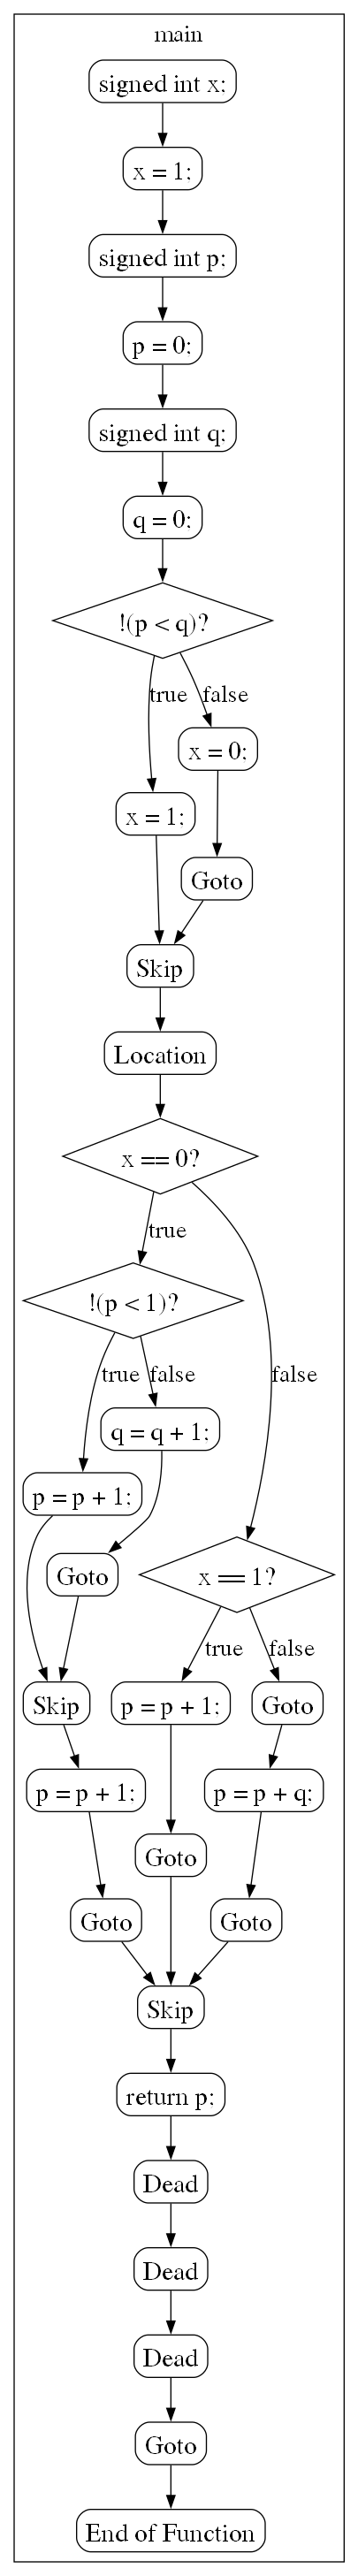 main
signed int x;
x = 1;
signed int p;
p = 0;
signed int q;
q = 0;
!(p < q)?
true
false
x = 0;
x = 1;
Goto
Skip
Location
x == 0?
true
!(p < 1)?
true
false
false
q = q + 1;
p = p + 1;
Goto
x == 1?
true
false
Skip
p = p + 1;
Goto
p = p + 1;
p = p + q;
Goto
Goto
Goto
Skip
return p;
Dead
Dead
Dead
Goto
End of Function